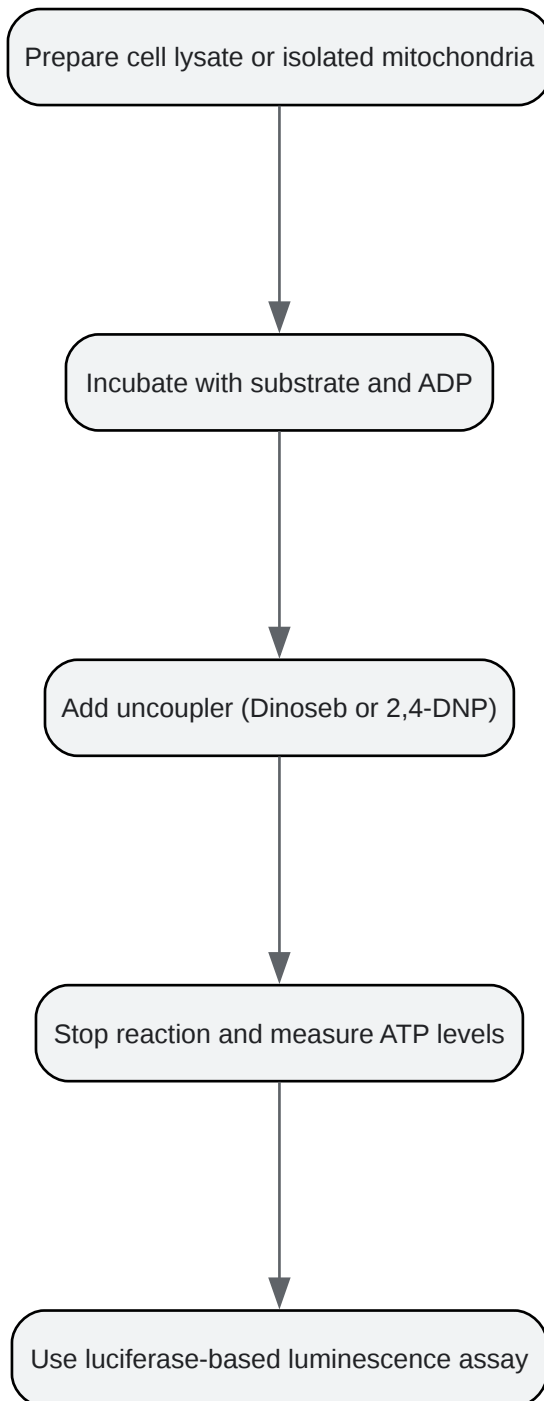 Prepare cell lysate or isolated mitochondria
Incubate with substrate and ADP
Add uncoupler (Dinoseb or 2,4-DNP)
Stop reaction and measure ATP levels
Use luciferase-based luminescence assay